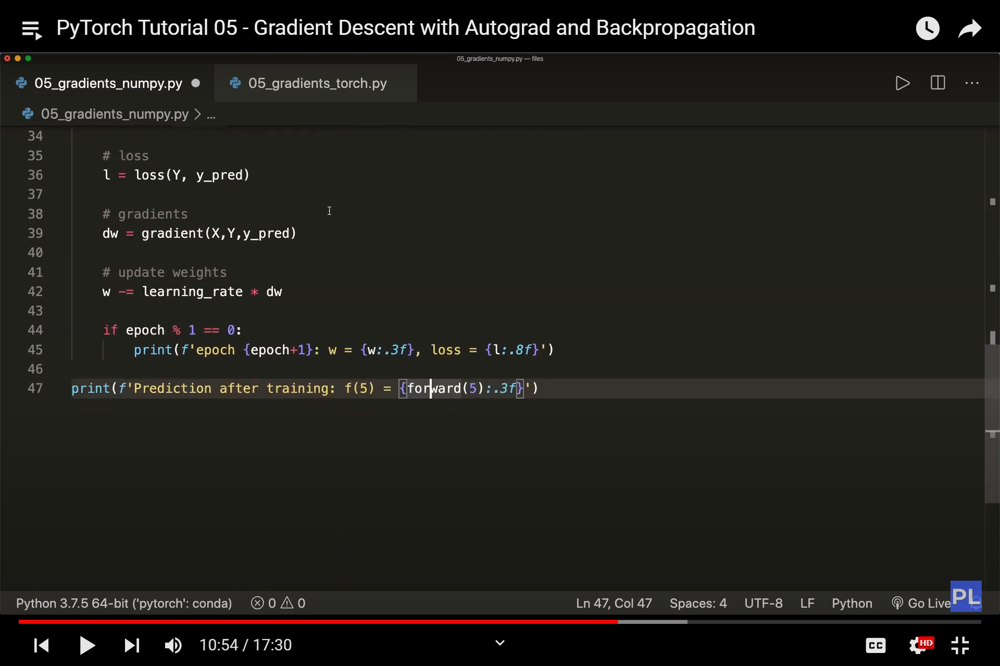 PyTorch Tutorial 05 - Gradient Descent with Autograd and Backpropagation
05_gradients_numpy.py — files
05_gradients_numpy.py
05_gradients_torch.py
05_gradients_numpy.py > ...
34
35 # loss
36 l = loss(Y, y_pred)
37
38 # gradients
39 dw = gradient(X,Y,y_pred)
40
41 # update weights
42 w -= learning_rate * dw
43
44 if epoch % 1 == 0:
45 print(f'epoch {epoch+1}: w = {w:.3f}, loss = {l:.8f}')
46
47 print(f'Prediction after training: f(5) = {forward(5):.3f}')
Python 3.7.5 64-bit ('pytorch': conda) 0 0 Ln 47, Col 47 Spaces: 4 UTF-8 LF Python Go Live PL
10:54 / 17:30 CC HD